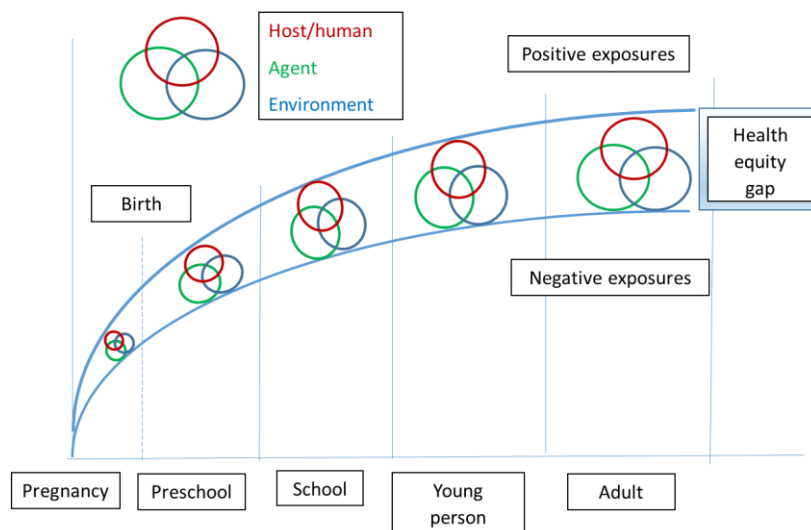 Host/human
Agent
Environment
Positive exposures
Health
equity
gap
Birth
Negative exposures
Pregnancy
Preschool
School
Young
person
Adult